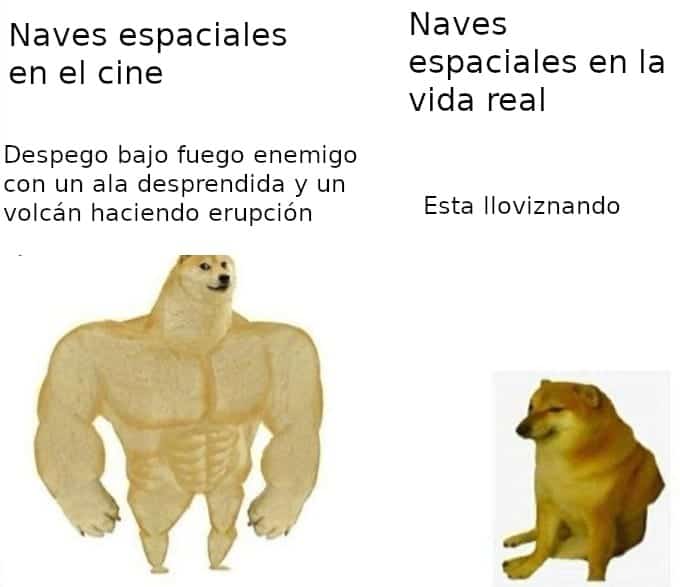 Naves espaciales
en el cine
Despego bajo fuego enemigo
con un ala desprendida y un
volcán haciendo erupción
Naves
espaciales en la
vida real
Esta lloviznando